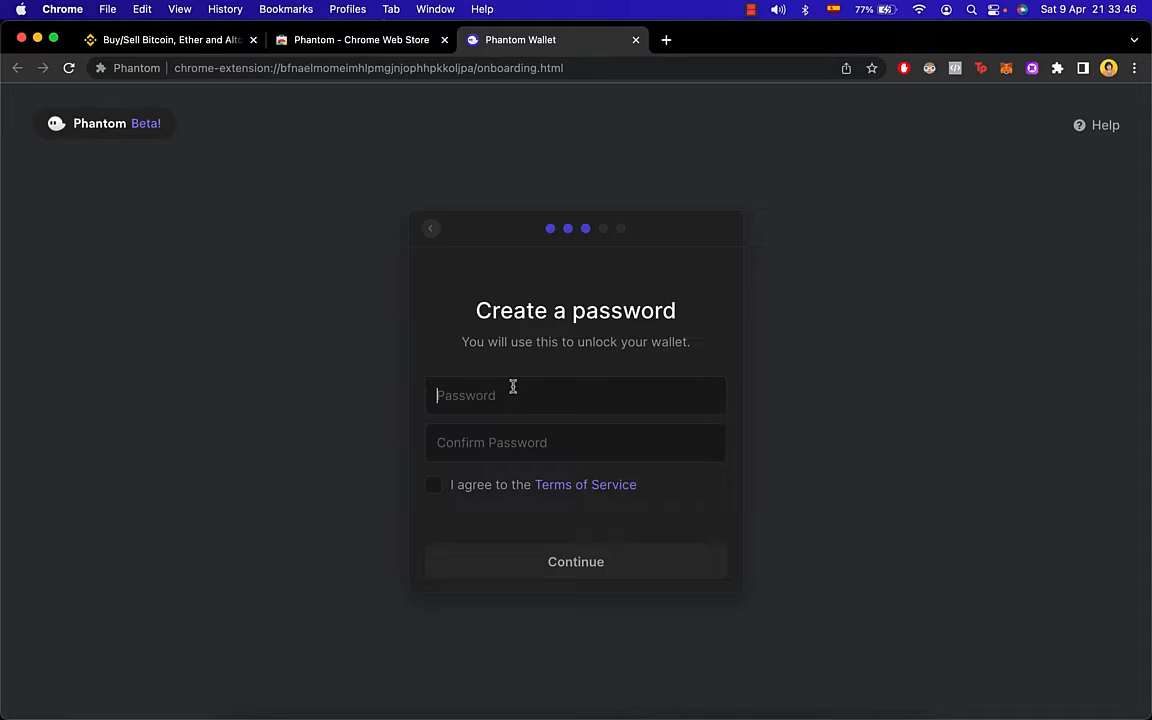 Chrome File Edit View History Bookmarks Profiles Tab Window Help 77% Sat 9 Apr 21 33 46
Buy/Sell Bitcoin, Ether and Altc Phantom - Chrome Web Store Phantom Wallet
Phantom chrome-extension://bfnaelmomeimhlpmgjnjophhpkkoljpa/onboarding.html
Phantom Beta! Help
Create a password
You will use this to unlock your wallet.
Password
Confirm Password
I agree to the Terms of Service
Continue